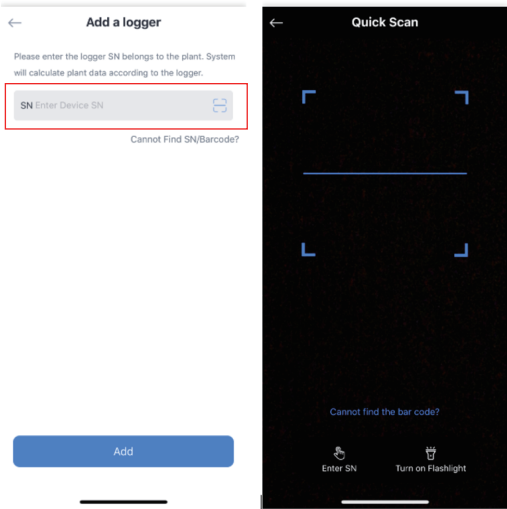 Add a logger
Please enter the logger SN belongs to the plant. System
will calculate plant data according to the logger.
SN Enter Device SN
Cannot Find SN/Barcode?
Add
Quick Scan
Cannot find the bar code?
Enter SN
Turn on Flashlight